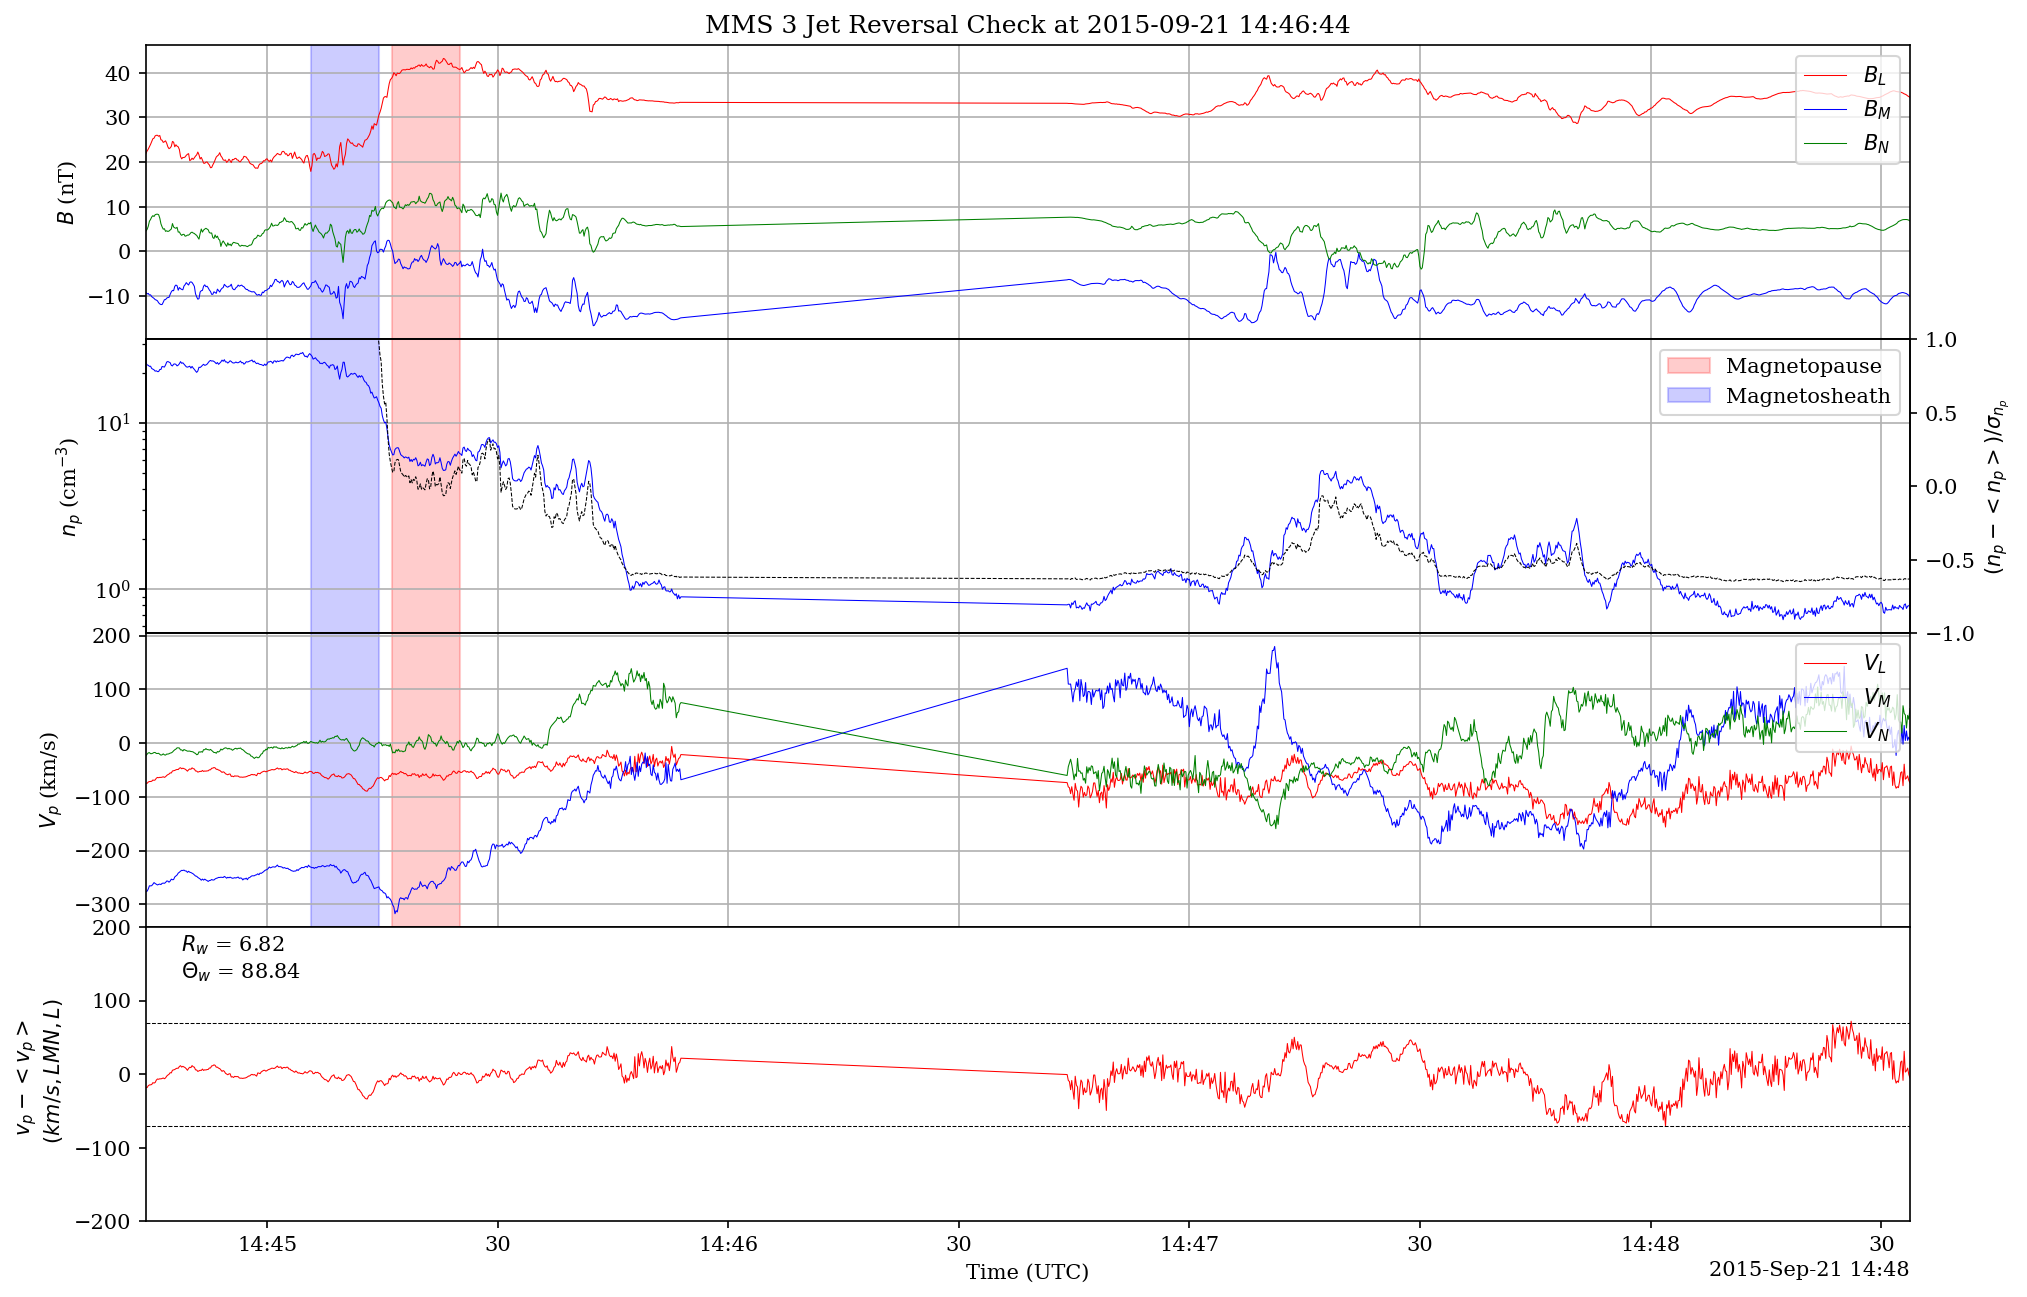 MMS 3 Jet Reversal Check at 2015-09-21 14:46:44
B (nT)
40
30
20
10
0
−10
B_L
B_M
B_N
n_p (cm^−3)
10^1
10^0
Magnetopause
Magnetosheath
1.0
0.5
0.0
−0.5
−1.0
(n_p − < n_p >)/σ_{n_p}
V_p (km/s)
200
100
0
−100
−200
−300
V_L
V_M
V_N
v_p − < v_p >
(km/s, LMN, L)
200
100
0
−100
−200
R_w = 6.82
Θ_w = 88.84
14:45
30
14:46
30
14:47
30
14:48
30
Time (UTC)
2015-Sep-21 14:48